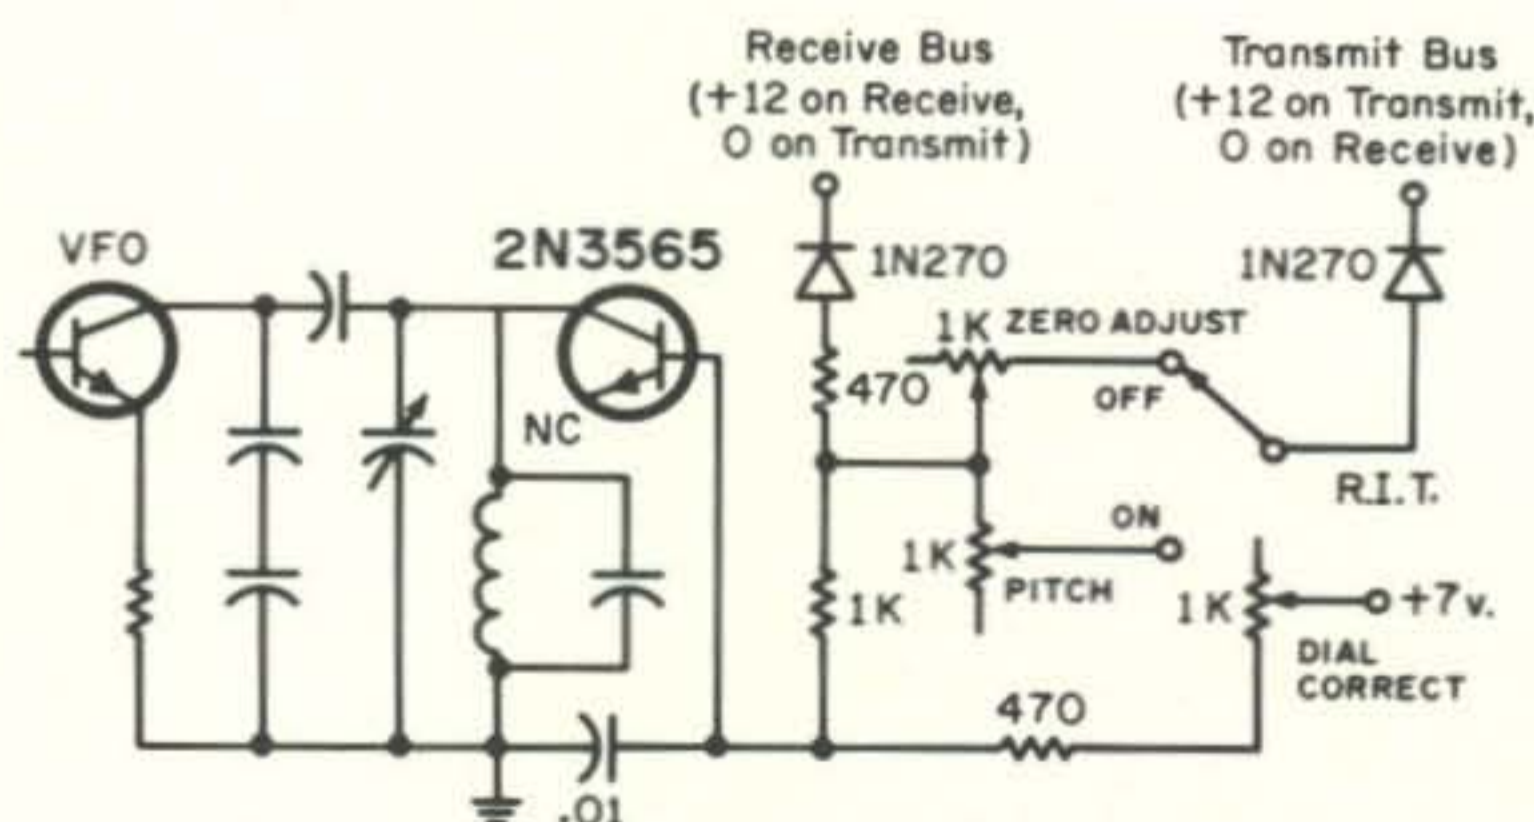 Receive Bus
(+12 on Receive,
0 on Transmit)
Transmit Bus
(+12 on Transmit,
0 on Receive)
VFO
2N3565
1N270
1N270
1K ZERO ADJUST
470
OFF
NC
R.I.T.
ON
1K
PITCH
1K
1K
+7v.
DIAL
CORRECT
470
.01